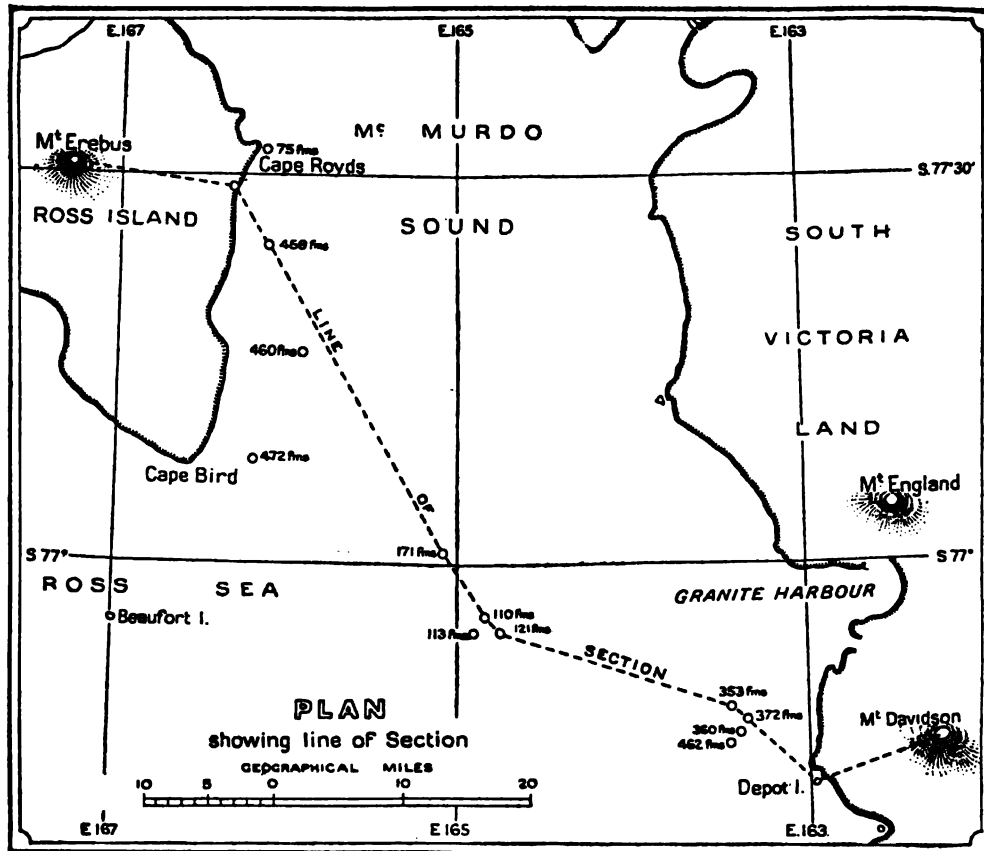 E.167 E.165 E.163
Mᶜ MURDO
Mᵗ Erebus
75 fms
Cape Royds
S.77°30'
ROSS ISLAND
SOUND
SOUTH
458 fms
LINE
VICTORIA
460 fms
LAND
472 fms
Cape Bird
Mᵗ England
OF
171 fms
S 77° S 77°
ROSS SEA
GRANITE HARBOUR
Beaufort I.
110 fms
113 fms 121 fms
SECTION
353 fms
PLAN
372 fms
Mᵗ Davidson
showing line of Section
360 fms
462 fms
GEOGRAPHICAL MILES
10 5 0 10 20
Depot I.
E.167 E.165 E.163.